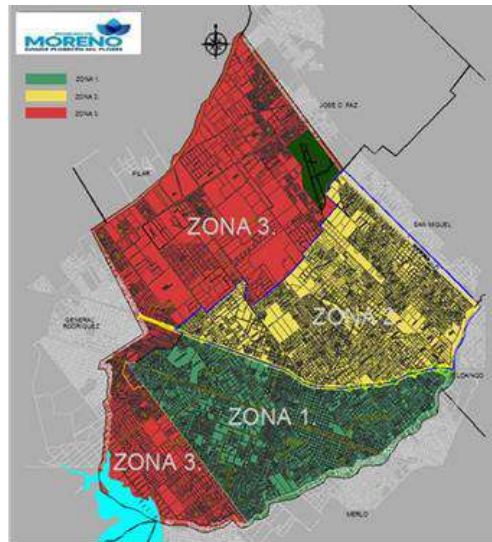 MORENO
ZONA 1.
ZONA 2.
ZONA 3.
JOSE C. PAZ
PILAR
SAN MIGUEL
ZONA 3.
GENERAL
RODRIGUEZ
ZONA 2.
ZONA 1.
ZONA 3.
MERLO